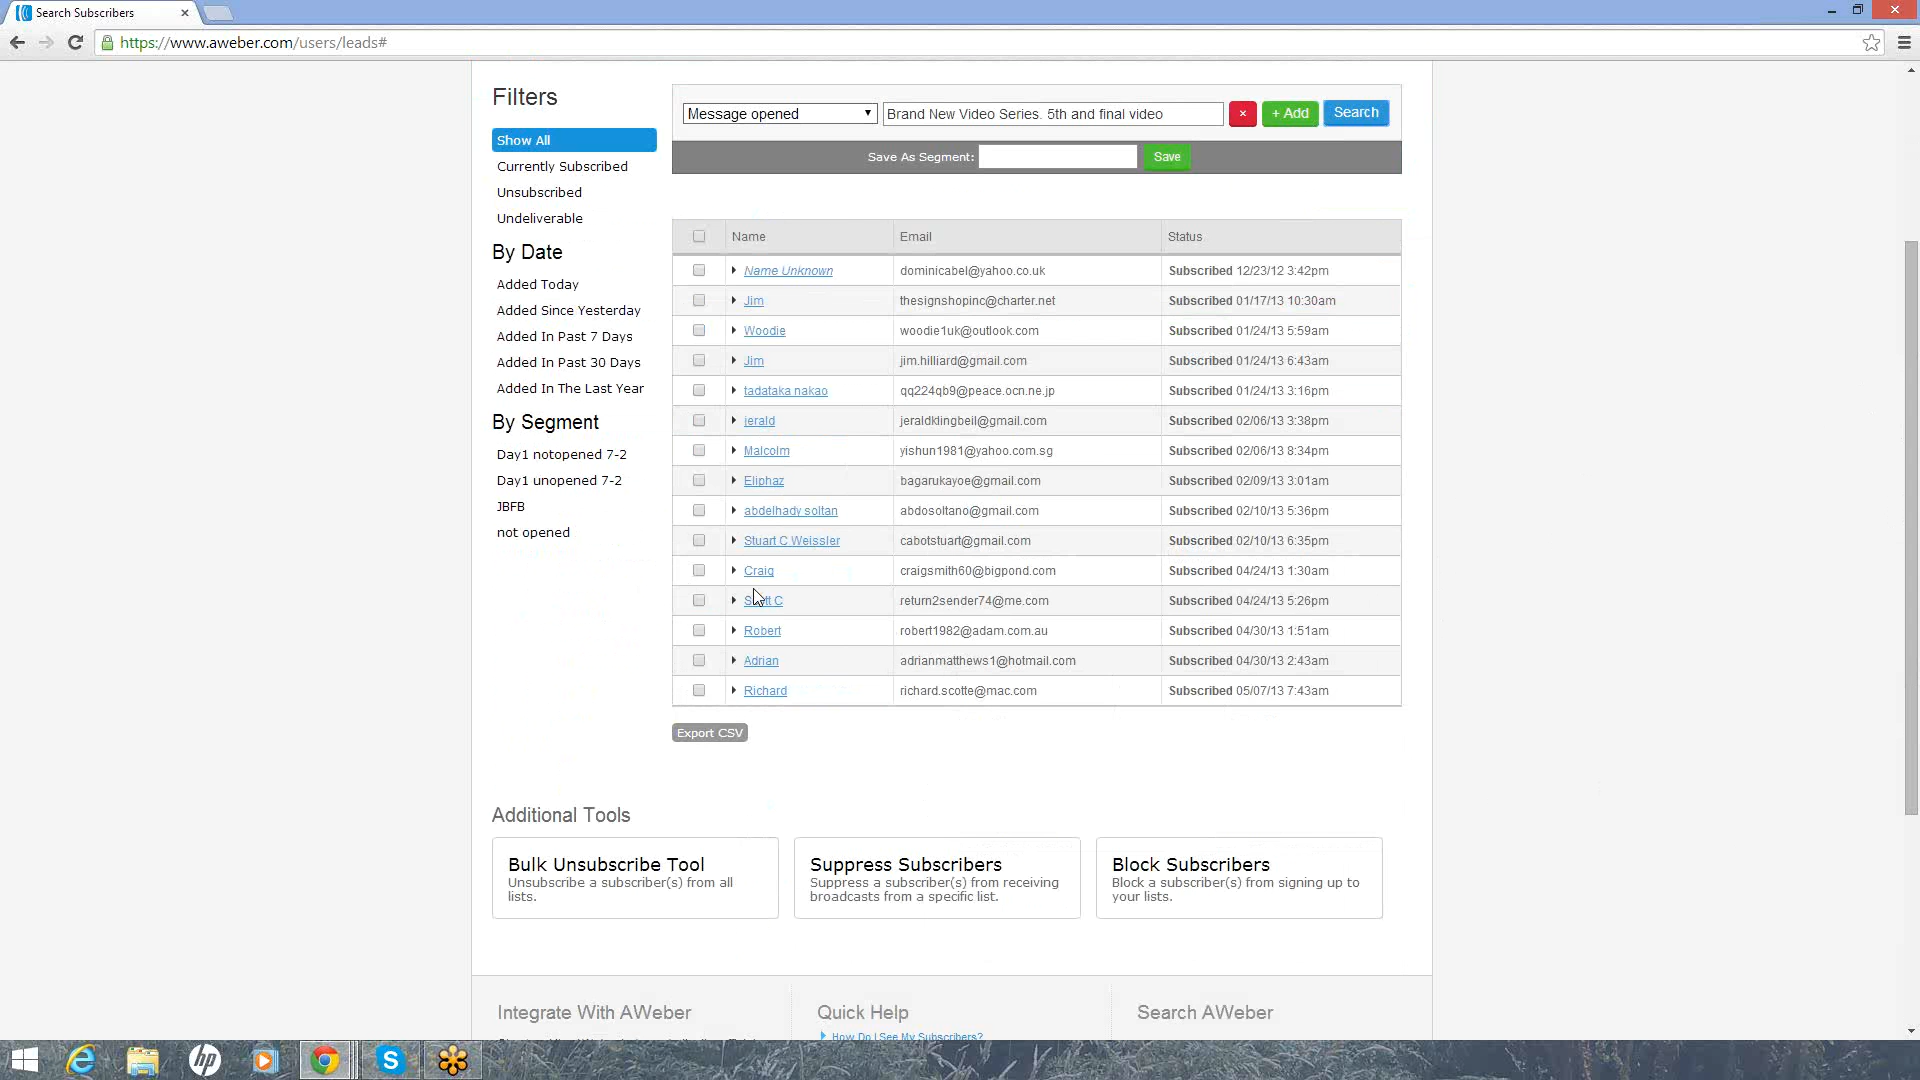 Search Subscribers
https://www.aweber.com/users/leads#
Filters
Show All
Currently Subscribed
Unsubscribed
Undeliverable
By Date
Added Today
Added Since Yesterday
Added In Past 7 Days
Added In Past 30 Days
Added In The Last Year
By Segment
Day1 notopened 7-2
Day1 unopened 7-2
JBFB
not opened
Message opened
Brand New Video Series. 5th and final video
× + Add Search
Save As Segment: Save
Name Email Status
Name Unknown dominicabel@yahoo.co.uk Subscribed 12/23/12 3:42pm
Jim thesignshopinc@charter.net Subscribed 01/17/13 10:30am
Woodie woodie1uk@outlook.com Subscribed 01/24/13 5:59am
Jim jim.hilliard@gmail.com Subscribed 01/24/13 6:43am
tadataka nakao qq224qb9@peace.ocn.ne.jp Subscribed 01/24/13 3:16pm
jerald jeraldklingbeil@gmail.com Subscribed 02/06/13 3:38pm
Malcolm yishun1981@yahoo.com.sg Subscribed 02/06/13 8:34pm
Eliphaz bagarukayoe@gmail.com Subscribed 02/09/13 3:01am
abdelhady soltan abdosoltano@gmail.com Subscribed 02/10/13 5:36pm
Stuart C Weissler cabotstuart@gmail.com Subscribed 02/10/13 6:35pm
Craig craigsmith60@bigpond.com Subscribed 04/24/13 1:30am
C return2sender74@me.com Subscribed 04/24/13 5:26pm
Robert robert1982@adam.com.au Subscribed 04/30/13 1:51am
Adrian adrianmatthews1@hotmail.com Subscribed 04/30/13 2:43am
Richard richard.scotte@mac.com Subscribed 05/07/13 7:43am
Export CSV
Additional Tools
Bulk Unsubscribe Tool
Unsubscribe a subscriber(s) from all
lists.
Suppress Subscribers
Suppress a subscriber(s) from receiving
broadcasts from a specific list.
Block Subscribers
Block a subscriber(s) from signing up to
your lists.
Integrate With AWeber
Quick Help
How Do I See My Subscribers?
Search AWeber
hp